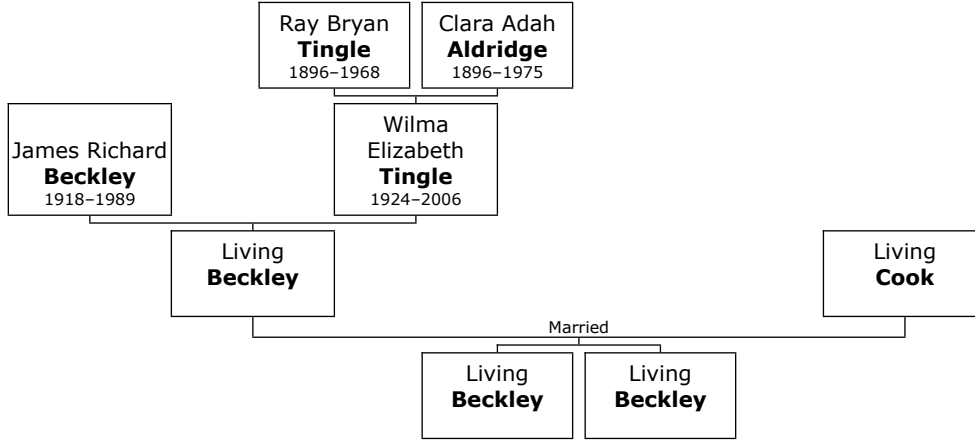 Ray Bryan
Tingle
1896–1968
Clara Adah
Aldridge
1896–1975
James Richard
Beckley
1918–1989
Wilma
Elizabeth
Tingle
1924–2006
Living
Beckley
Living
Cook
Married
Living
Beckley
Living
Beckley